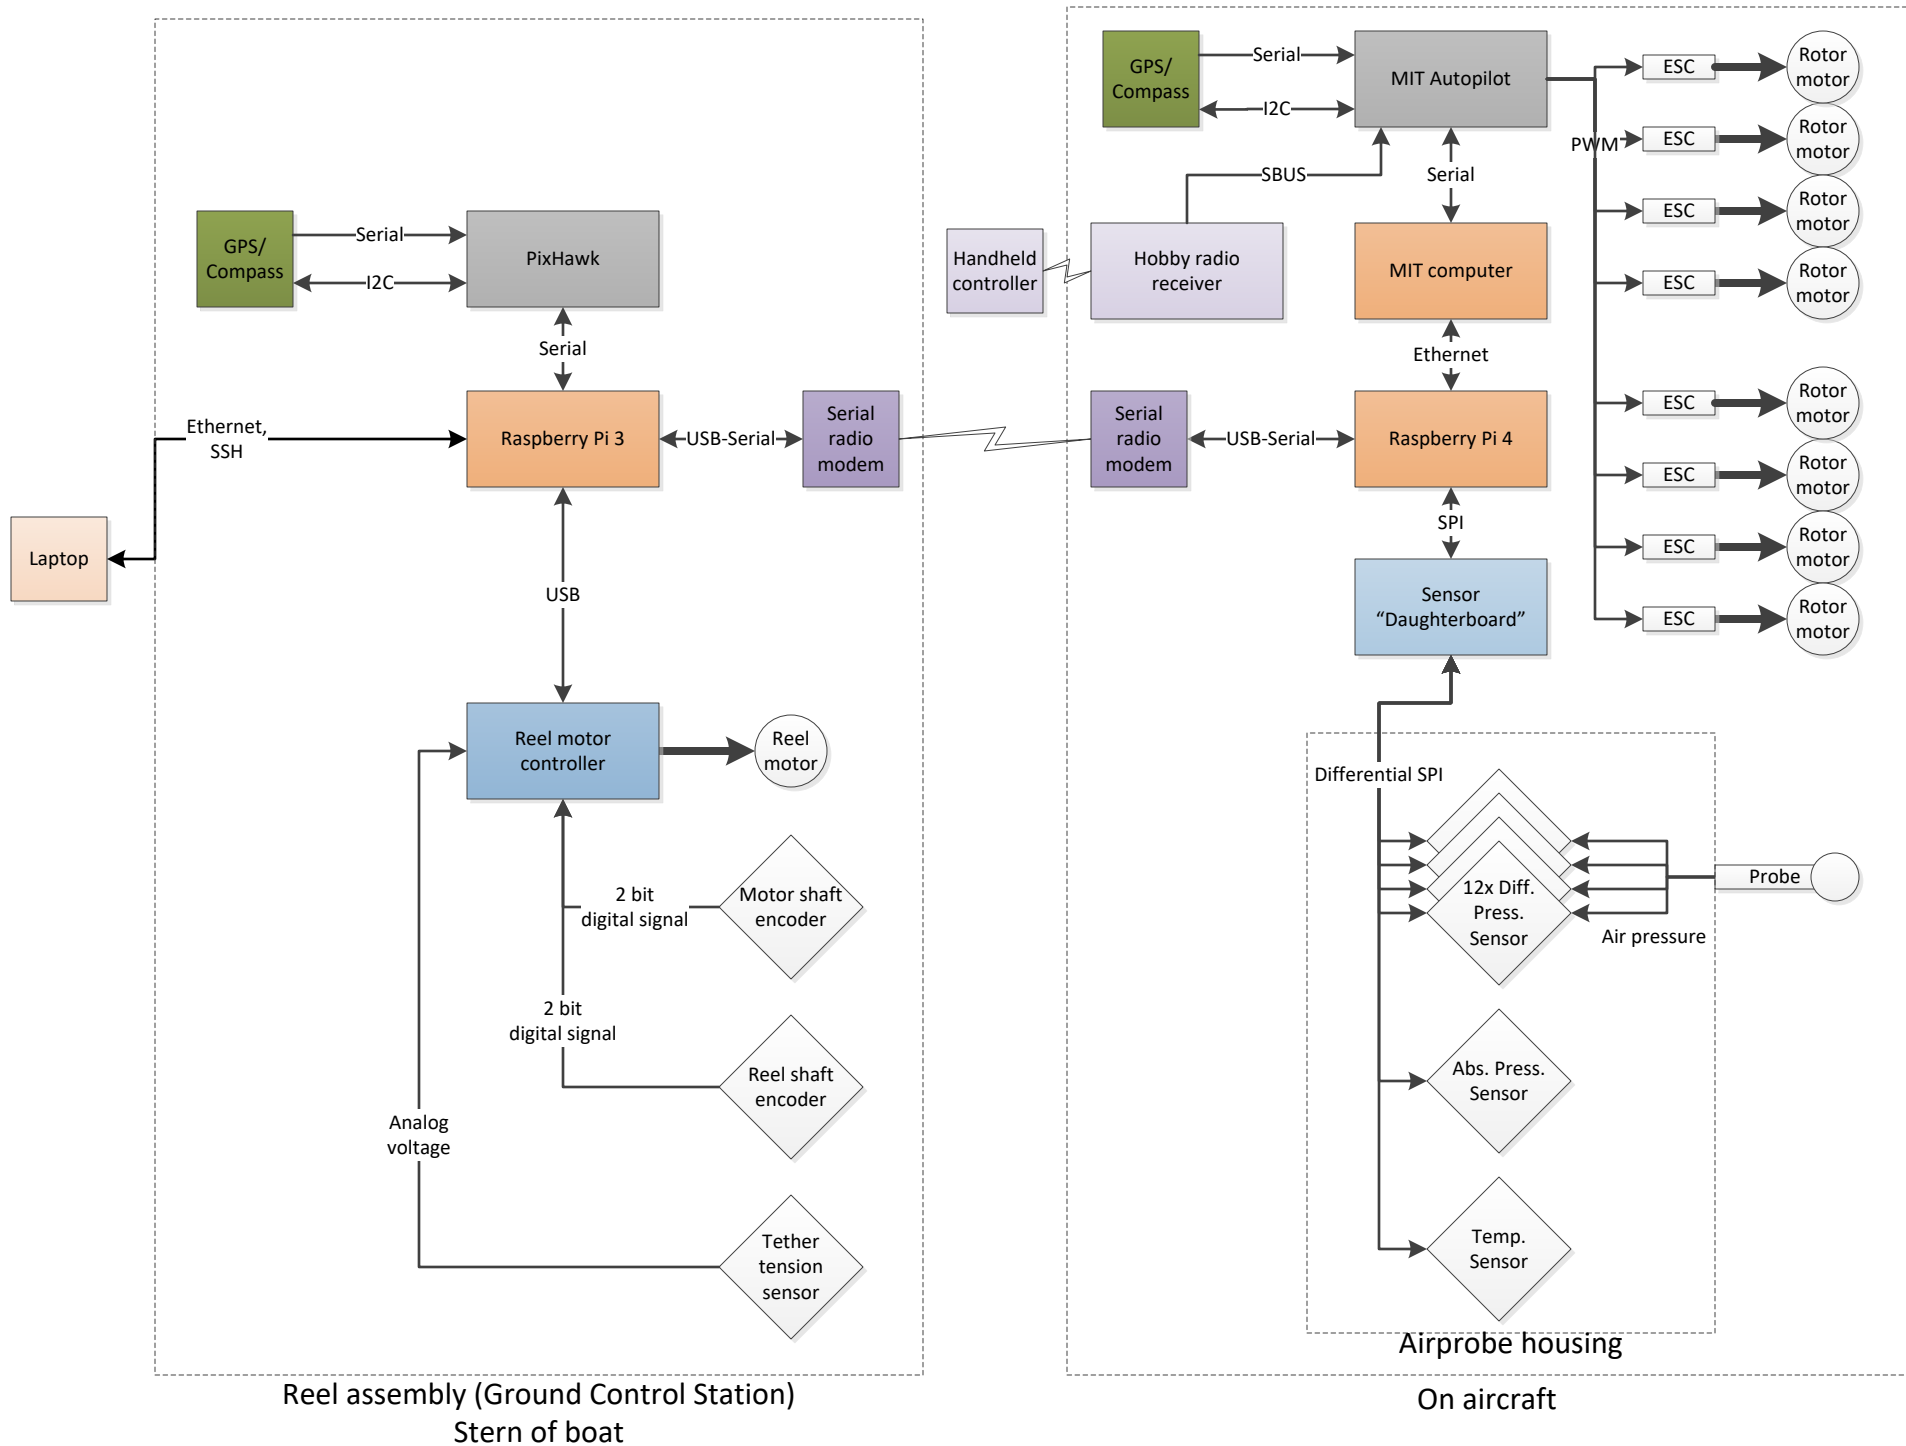 GPS/
Compass
Serial
I2C
PixHawk
Serial
Ethernet,
SSH
Raspberry Pi 3
USB-Serial
Serial
radio
modem
Laptop
USB
Reel motor
controller
Reel
motor
2 bit
digital signal
Motor shaft
encoder
2 bit
digital signal
Reel shaft
encoder
Analog
voltage
Tether
tension
sensor
Reel assembly (Ground Control Station)
Stern of boat
GPS/
Compass
Serial
I2C
MIT Autopilot
SBUS
Serial
PWM
Handheld
controller
Hobby radio
receiver
MIT computer
Ethernet
Serial
radio
modem
USB-Serial
Raspberry Pi 4
SPI
Sensor
“Daughterboard”
ESC
Rotor
motor
ESC
Rotor
motor
ESC
Rotor
motor
ESC
Rotor
motor
ESC
Rotor
motor
ESC
Rotor
motor
ESC
Rotor
motor
ESC
Rotor
motor
Differential SPI
12x Diff.
Press.
Sensor
Air pressure
Probe
Abs. Press.
Sensor
Temp.
Sensor
Airprobe housing
On aircraft